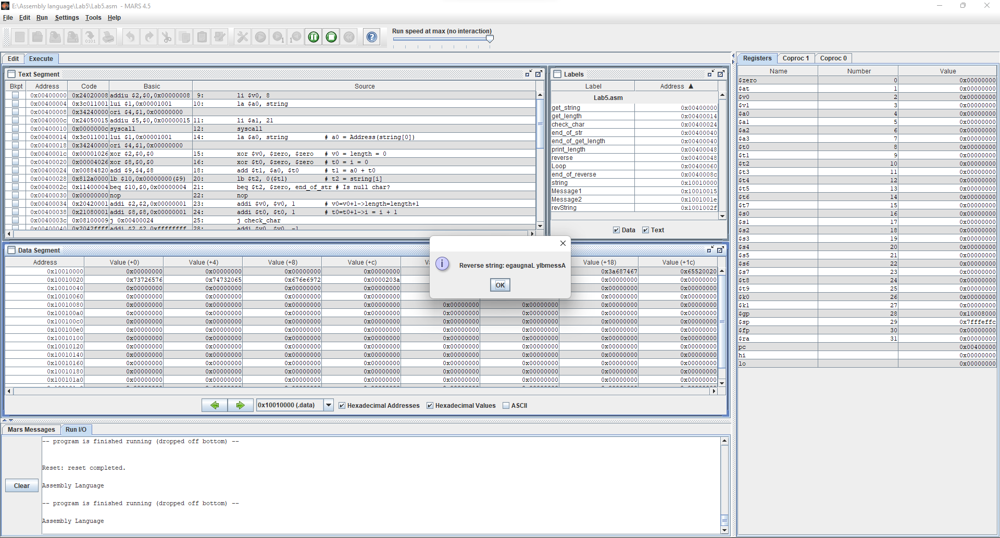 E:\Assembly language\Lab5\Lab5.asm - MARS 4.5
File Edit Run Settings Tools Help
Run speed at max (no interaction)
Edit Execute
Text Segment
Bkpt Address Code Basic Source
0x00400000 0x24020008 addiu $2,$0,0x00000008 9: li $v0, 8
0x00400004 0x3c011001 lui $1,0x00001001 10: la $a0, string
0x00400008 0x34240000 ori $4,$1,0x00000000
0x0040000c 0x24050015 addiu $5,$0,0x00000015 11: li $a1, 21
0x00400010 0x0000000c syscall 12: syscall
0x00400014 0x3c011001 lui $1,0x00001001 14: la $a0, string # a0 = Address(string[0])
0x00400018 0x34240000 ori $4,$1,0x00000000
0x0040001c 0x00001026 xor $2,$0,$0 15: xor $v0, $zero, $zero # v0 = length = 0
0x00400020 0x00004026 xor $8,$0,$0 16: xor $t0, $zero, $zero # t0 = i = 0
0x00400024 0x00884820 add $9,$4,$8 18: add $t1, $a0, $t0 # t1 = a0 + t0
0x00400028 0x812a0000 lb $10,0x00000000($9) 20: lb $t2, 0($t1) # t2 = string[i]
0x0040002c 0x11400004 beq $10,$0,0x00000004 21: beq $t2, $zero, end_of_str # Is null char?
0x00400030 0x00000000 nop 22: nop
0x00400034 0x20420001 addi $2,$2,0x00000001 23: addi $v0, $v0, 1 # v0=v0+1->length=length+1
0x00400038 0x21080001 addi $8,$8,0x00000001 24: addi $t0, $t0, 1 # t0=t0+1->i = i + 1
0x0040003c 0x08100009 j 0x00400024 25: j check_char
0x00400040 0x2042ffff addi $2,$2,0xffffffff 28: addi $v0, $v0, -1
Labels
Label Address ▲
Lab5.asm
get_string 0x00400000
get_length 0x00400014
check_char 0x00400024
end_of_str 0x00400040
end_of_get_length 0x00400040
print_length 0x00400048
reverse 0x00400048
Loop 0x00400060
end_of_reverse 0x0040008c
string 0x10010000
Message1 0x10010015
Message2 0x1001001e
revString 0x1001002f
Data Text
Data Segment
Address Value (+0) Value (+4) Value (+8) Value (+c) Value (+18) Value (+1c)
0x10010000 0x00000000 0x00000000 0x00000000 0x00000000 0x3a687467 0x65520020
0x10010020 0x73726576 0x74732065 0x676e6972 0x0000203a 0x00000000 0x00000000
0x10010040 0x00000000 0x00000000 0x00000000 0x00000000 0x00000000 0x00000000
0x10010060 0x00000000 0x00000000 0x00000000 0x00000000 0x00000000 0x00000000
0x10010080 0x00000000 0x00000000 0x00000000 0x00000000 0x00000000 0x00000000 0x00000000 0x00000000
0x100100a0 0x00000000 0x00000000 0x00000000 0x00000000 0x00000000 0x00000000 0x00000000 0x00000000
0x100100c0 0x00000000 0x00000000 0x00000000 0x00000000 0x00000000 0x00000000 0x00000000 0x00000000
0x100100e0 0x00000000 0x00000000 0x00000000 0x00000000 0x00000000 0x00000000 0x00000000 0x00000000
0x10010100 0x00000000 0x00000000 0x00000000 0x00000000 0x00000000 0x00000000 0x00000000 0x00000000
0x10010120 0x00000000 0x00000000 0x00000000 0x00000000 0x00000000 0x00000000 0x00000000 0x00000000
0x10010140 0x00000000 0x00000000 0x00000000 0x00000000 0x00000000 0x00000000 0x00000000 0x00000000
0x10010160 0x00000000 0x00000000 0x00000000 0x00000000 0x00000000 0x00000000 0x00000000 0x00000000
0x10010180 0x00000000 0x00000000 0x00000000 0x00000000 0x00000000 0x00000000 0x00000000 0x00000000
0x100101a0 0x00000000 0x00000000 0x00000000 0x00000000 0x00000000 0x00000000 0x00000000 0x00000000
0x10010000 (.data) Hexadecimal Addresses Hexadecimal Values ASCII
Reverse string: egaugnaL ylbmessA
OK
Mars Messages Run I/O
Clear
-- program is finished running (dropped off bottom) --
Reset: reset completed.
Assembly Language
-- program is finished running (dropped off bottom) --
Assembly Language
Registers Coproc 1 Coproc 0
Name Number Value
$zero 0 0x00000000
$at 1 0x00000000
$v0 2 0x00000000
$v1 3 0x00000000
$a0 4 0x00000000
$a1 5 0x00000000
$a2 6 0x00000000
$a3 7 0x00000000
$t0 8 0x00000000
$t1 9 0x00000000
$t2 10 0x00000000
$t3 11 0x00000000
$t4 12 0x00000000
$t5 13 0x00000000
$t6 14 0x00000000
$t7 15 0x00000000
$s0 16 0x00000000
$s1 17 0x00000000
$s2 18 0x00000000
$s3 19 0x00000000
$s4 20 0x00000000
$s5 21 0x00000000
$s6 22 0x00000000
$s7 23 0x00000000
$t8 24 0x00000000
$t9 25 0x00000000
$k0 26 0x00000000
$k1 27 0x00000000
$gp 28 0x10008000
$sp 29 0x7fffeffc
$fp 30 0x00000000
$ra 31 0x00000000
pc 0x00400000
hi 0x00000000
lo 0x00000000